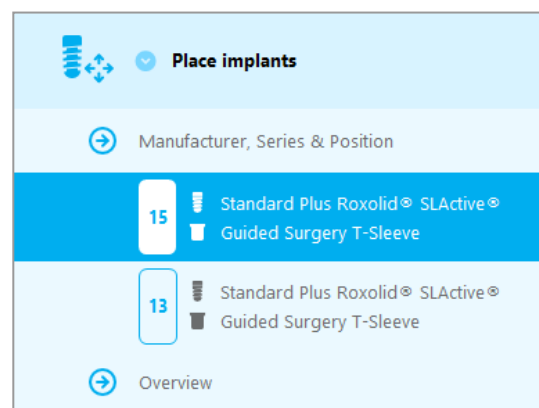 Place implants
Manufacturer, Series & Position
15
Standard Plus Roxolid® SLActive®
Guided Surgery T-Sleeve
13
Standard Plus Roxolid® SLActive®
Guided Surgery T-Sleeve
Overview